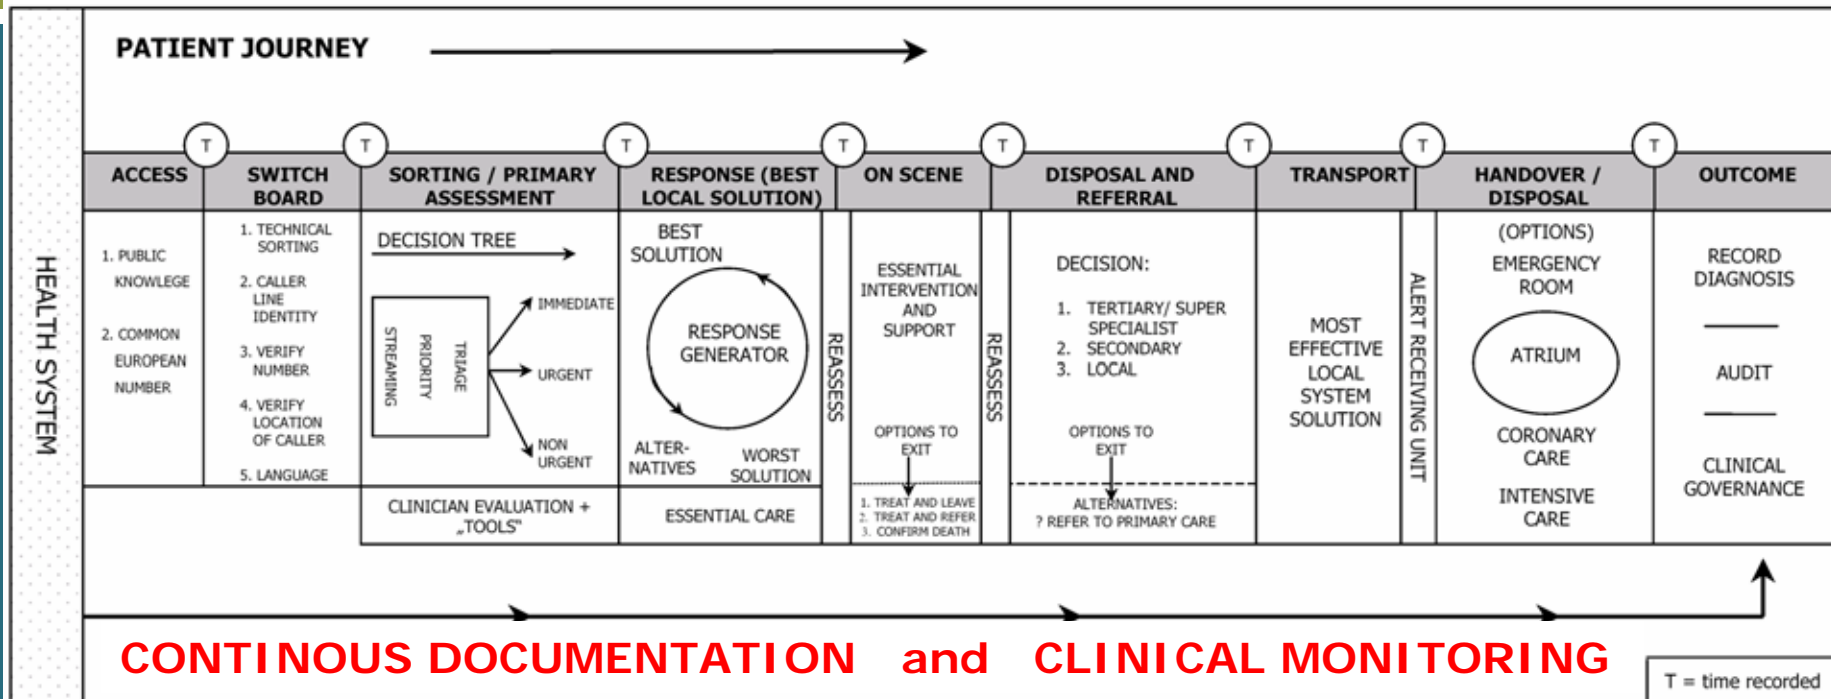 PATIENT JOURNEY
HEALTH SYSTEM
T
T
T
T
T
T
T
T
ACCESS
1. PUBLIC
KNOWLEGE
2. COMMON
EUROPEAN
NUMBER
SWITCH
BOARD
1. TECHNICAL
SORTING
2. CALLER
LINE
IDENTITY
3. VERIFY
NUMBER
4. VERIFY
LOCATION
OF CALLER
5. LANGUAGE
SORTING / PRIMARY
ASSESSMENT
DECISION TREE
TRIAGE
PRIORITY
STREAMING
IMMEDIATE
URGENT
NON
URGENT
CLINICIAN EVALUATION +
„TOOLS“
RESPONSE (BEST
LOCAL SOLUTION)
BEST
SOLUTION
RESPONSE
GENERATOR
ALTER-
NATIVES
WORST
SOLUTION
ESSENTIAL CARE
REASSESS
ON SCENE
ESSENTIAL
INTERVENTION
AND
SUPPORT
OPTIONS TO
EXIT
1. TREAT AND LEAVE
2. TREAT AND REFER
3. CONFIRM DEATH
REASSESS
DISPOSAL AND
REFERRAL
DECISION:
1. TERTIARY/ SUPER
SPECIALIST
2. SECONDARY
3. LOCAL
OPTIONS TO
EXIT
ALTERNATIVES:
? REFER TO PRIMARY CARE
TRANSPORT
MOST
EFFECTIVE
LOCAL
SYSTEM
SOLUTION
ALERT RECEIVING UNIT
HANDOVER /
DISPOSAL
(OPTIONS)
EMERGENCY
ROOM
ATRIUM
CORONARY
CARE
INTENSIVE
CARE
OUTCOME
RECORD
DIAGNOSIS
AUDIT
CLINICAL
GOVERNANCE
CONTINOUS DOCUMENTATION and CLINICAL MONITORING
T = time recorded